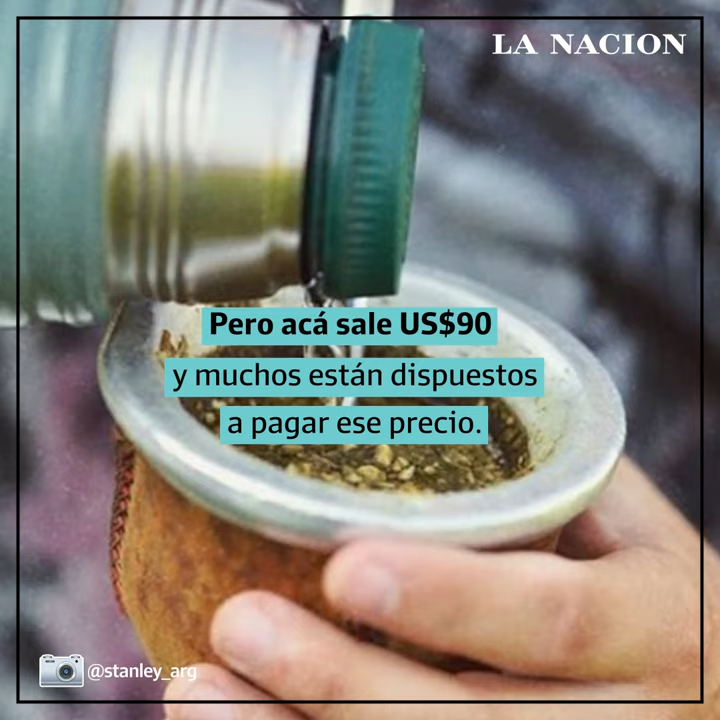 LA NACION
Pero acá sale US$90
y muchos están dispuestos
a pagar ese precio.
@stanley_arg